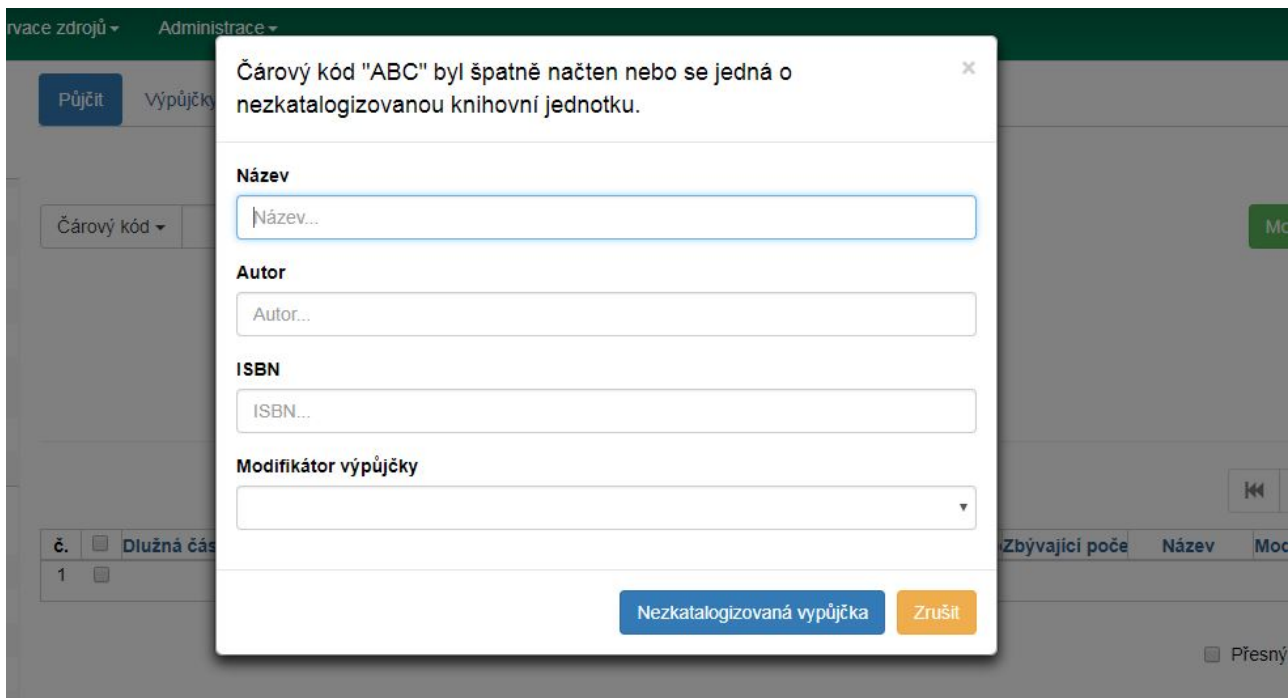 rvace zdrojů Administrace
Čárový kód "ABC" byl špatně načten nebo se jedná o
nezkatalogizovanou knihovní jednotku.
×
Půjčit Výpůjčky
Název
Název...
Čárový kód
Mo
Autor
Autor...
ISBN
ISBN...
Modifikátor výpůjčky
č. Dlužná čás Zbývající poče Název Mod
1
Nezkatalogizovaná vypůjčka Zrušit
Přesný